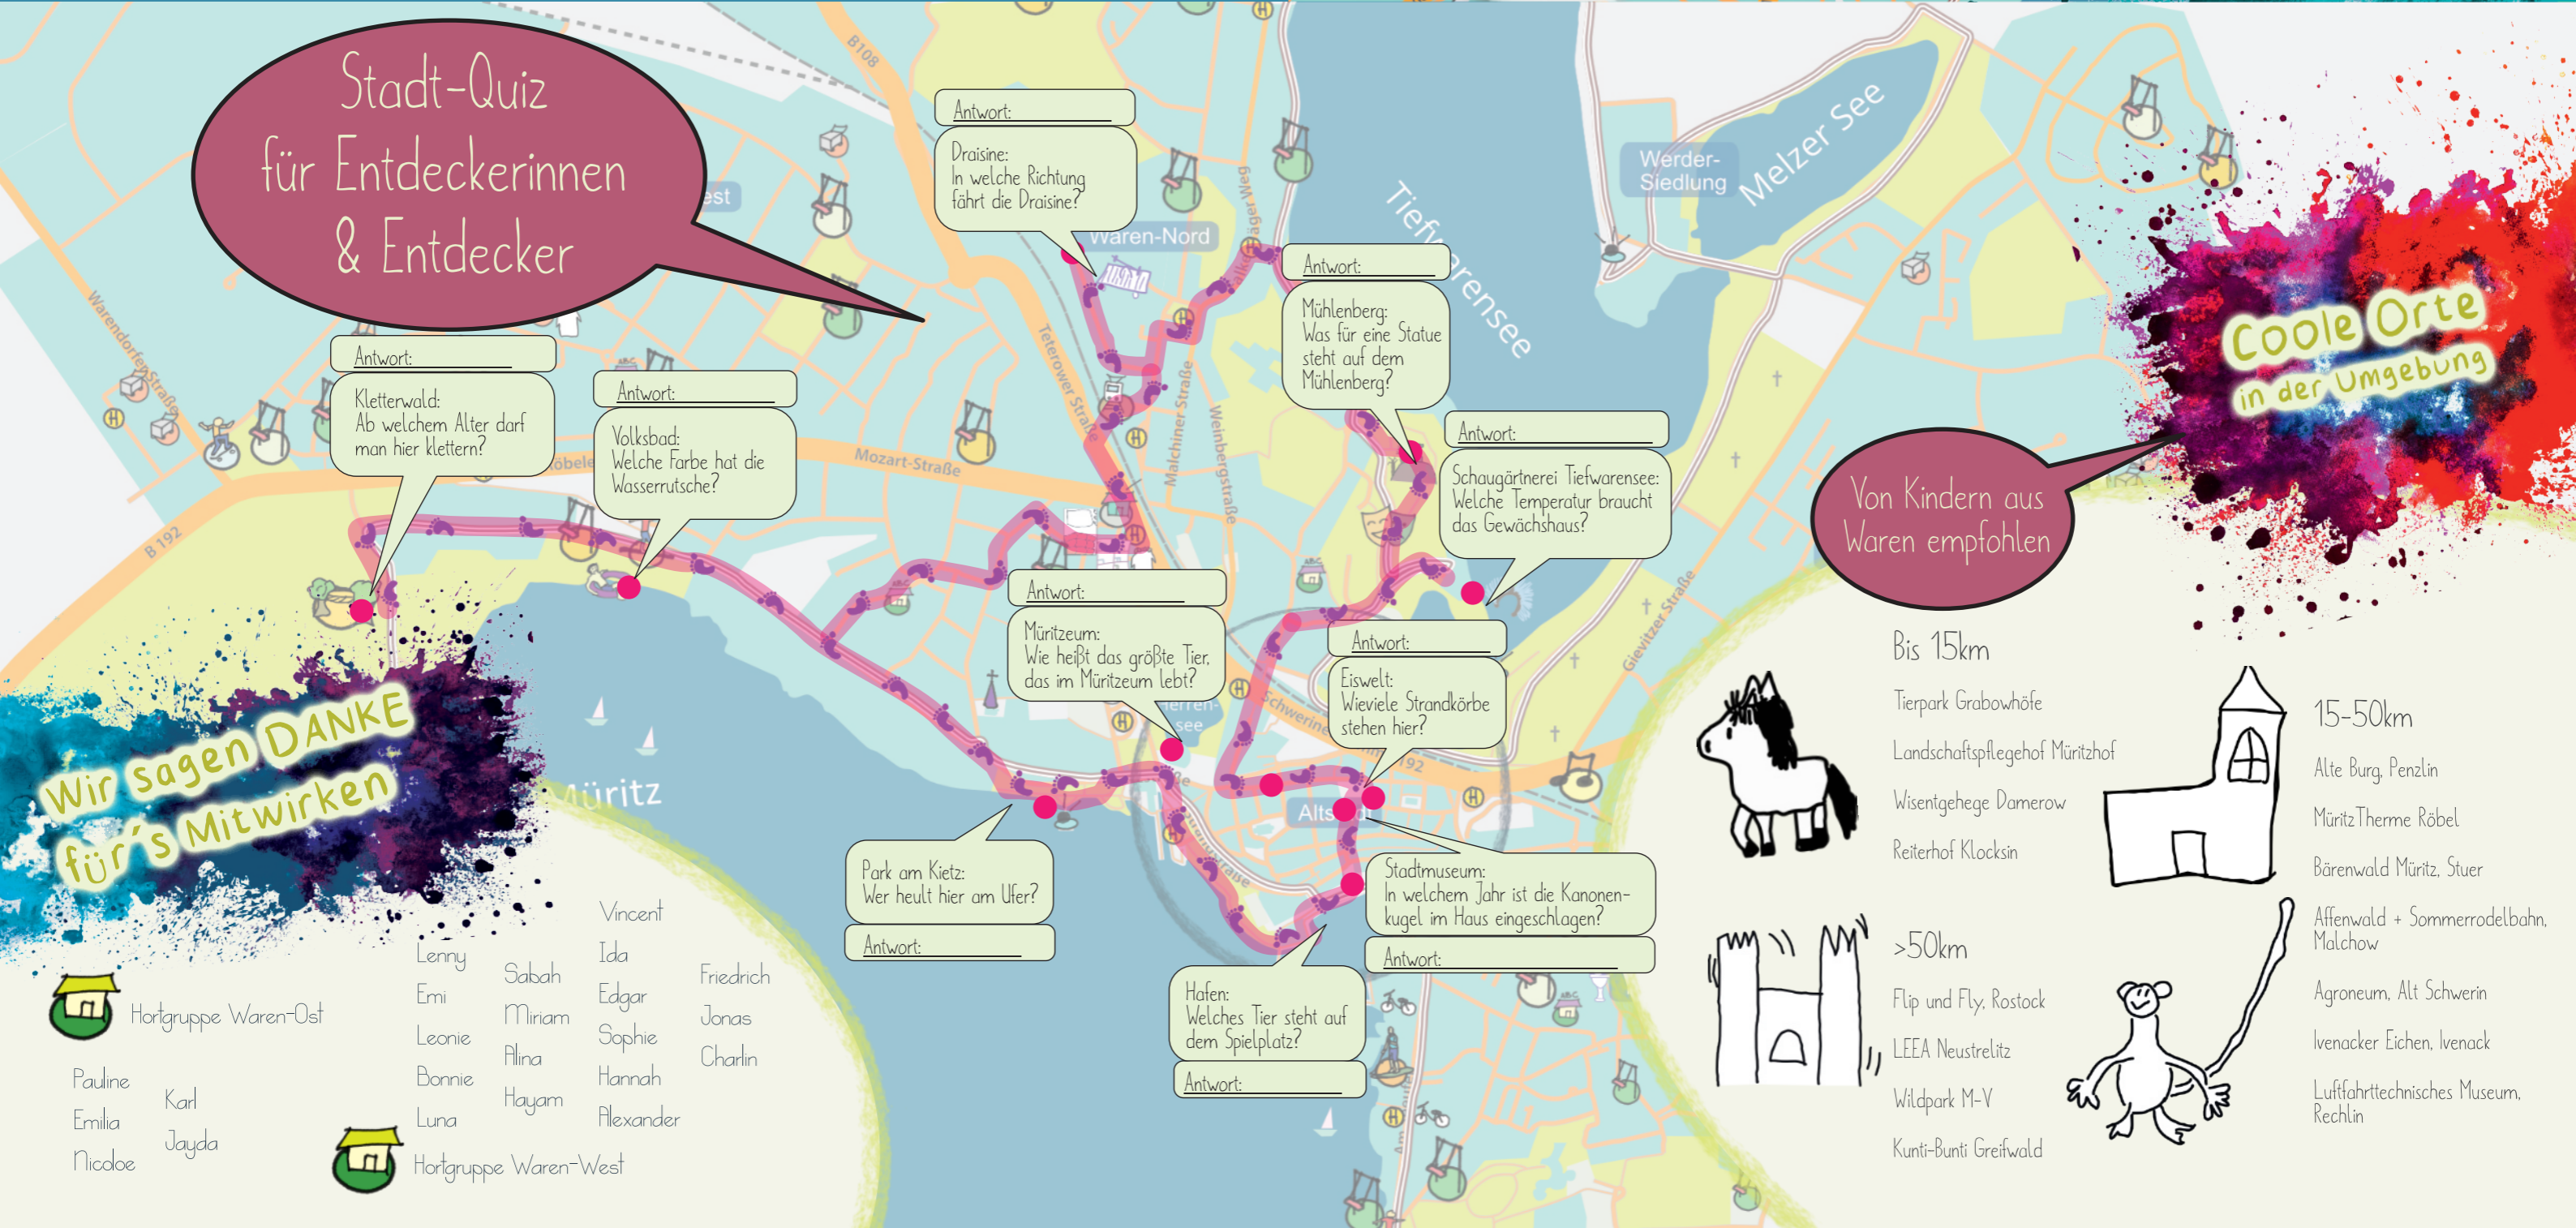 Stadt-Quiz
für Entdeckerinnen
& Entdecker
B108
Antwort:
Draisine:
In welche Richtung
fährt die Draisine?
Waren-Nord
Tiefwarensee
Werder-
Siedlung
Melzer See
Antwort:
Mühlenberg:
Was für eine Statue
steht auf dem
Mühlenberg?
Coole Orte
in der Umgebung
Von Kindern aus
Waren empfohlen
Warendorfer Straße
Antwort:
Kletterwald:
Ab welchem Alter darf
man hier klettern?
Antwort:
Volksbad:
Welche Farbe hat die
Wasserrutsche?
Teterower Straße
Malchiner Straße
Weinbergstraße
Mozart-Straße
B 192
Antwort:
Schaugärtnerei Tiefwarensee:
Welche Temperatur braucht
das Gewächshaus?
Gievitzer Straße
Antwort:
Müritzeum:
Wie heißt das größte Tier,
das im Müritzeum lebt?
Herren-
see
Antwort:
Eiswelt:
Wieviele Strandkörbe
stehen hier?
192
Müritz
Park am Kietz:
Wer heult hier am Ufer?
Antwort:
Stadtmuseum:
In welchem Jahr ist die Kanonen-
kugel im Haus eingeschlagen?
Antwort:
Hafen:
Welches Tier steht auf
dem Spielplatz?
Antwort:
Wir sagen DANKE
für´s Mitwirken
Hortgruppe Waren-Ost
Pauline
Emilia
Nicoloe
Karl
Jayda
Lenny
Emi
Leonie
Bonnie
Luna
Sabah
Miriam
Alina
Hayam
Vincent
Ida
Edgar
Sophie
Hannah
Alexander
Friedrich
Jonas
Charlin
Hortgruppe Waren-West
Bis 15km
Tierpark Grabowhöfe
Landschaftspflegehof Müritzhof
Wisentgehege Damerow
Reiterhof Klocksin
>50km
Flip und Fly, Rostock
LEEA Neustrelitz
Wildpark M-V
Kunti-Bunti Greifwald
15-50km
Alte Burg, Penzlin
MüritzTherme Röbel
Bärenwald Müritz, Stuer
Affenwald + Sommerrodelbahn,
Malchow
Agroneum, Alt Schwerin
Ivenacker Eichen, Ivenack
Luftfahrttechnisches Museum,
Rechlin